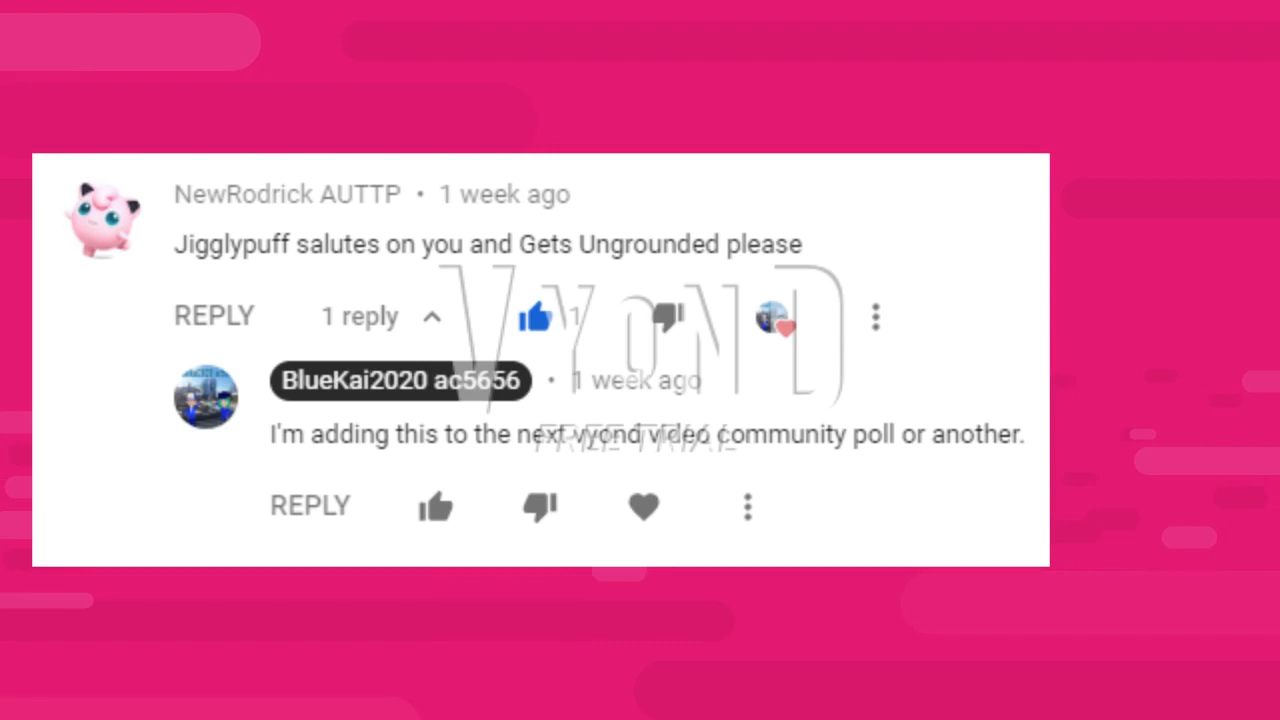 NewRodrick AUTTP • 1 week ago
Jigglypuff salutes on you and Gets Ungrounded please
REPLY 1 reply 1
BlueKai2020 ac5656 • 1 week ago
I'm adding this to the next vyond video community poll or another.
REPLY
VYOND
FREE TRIAL